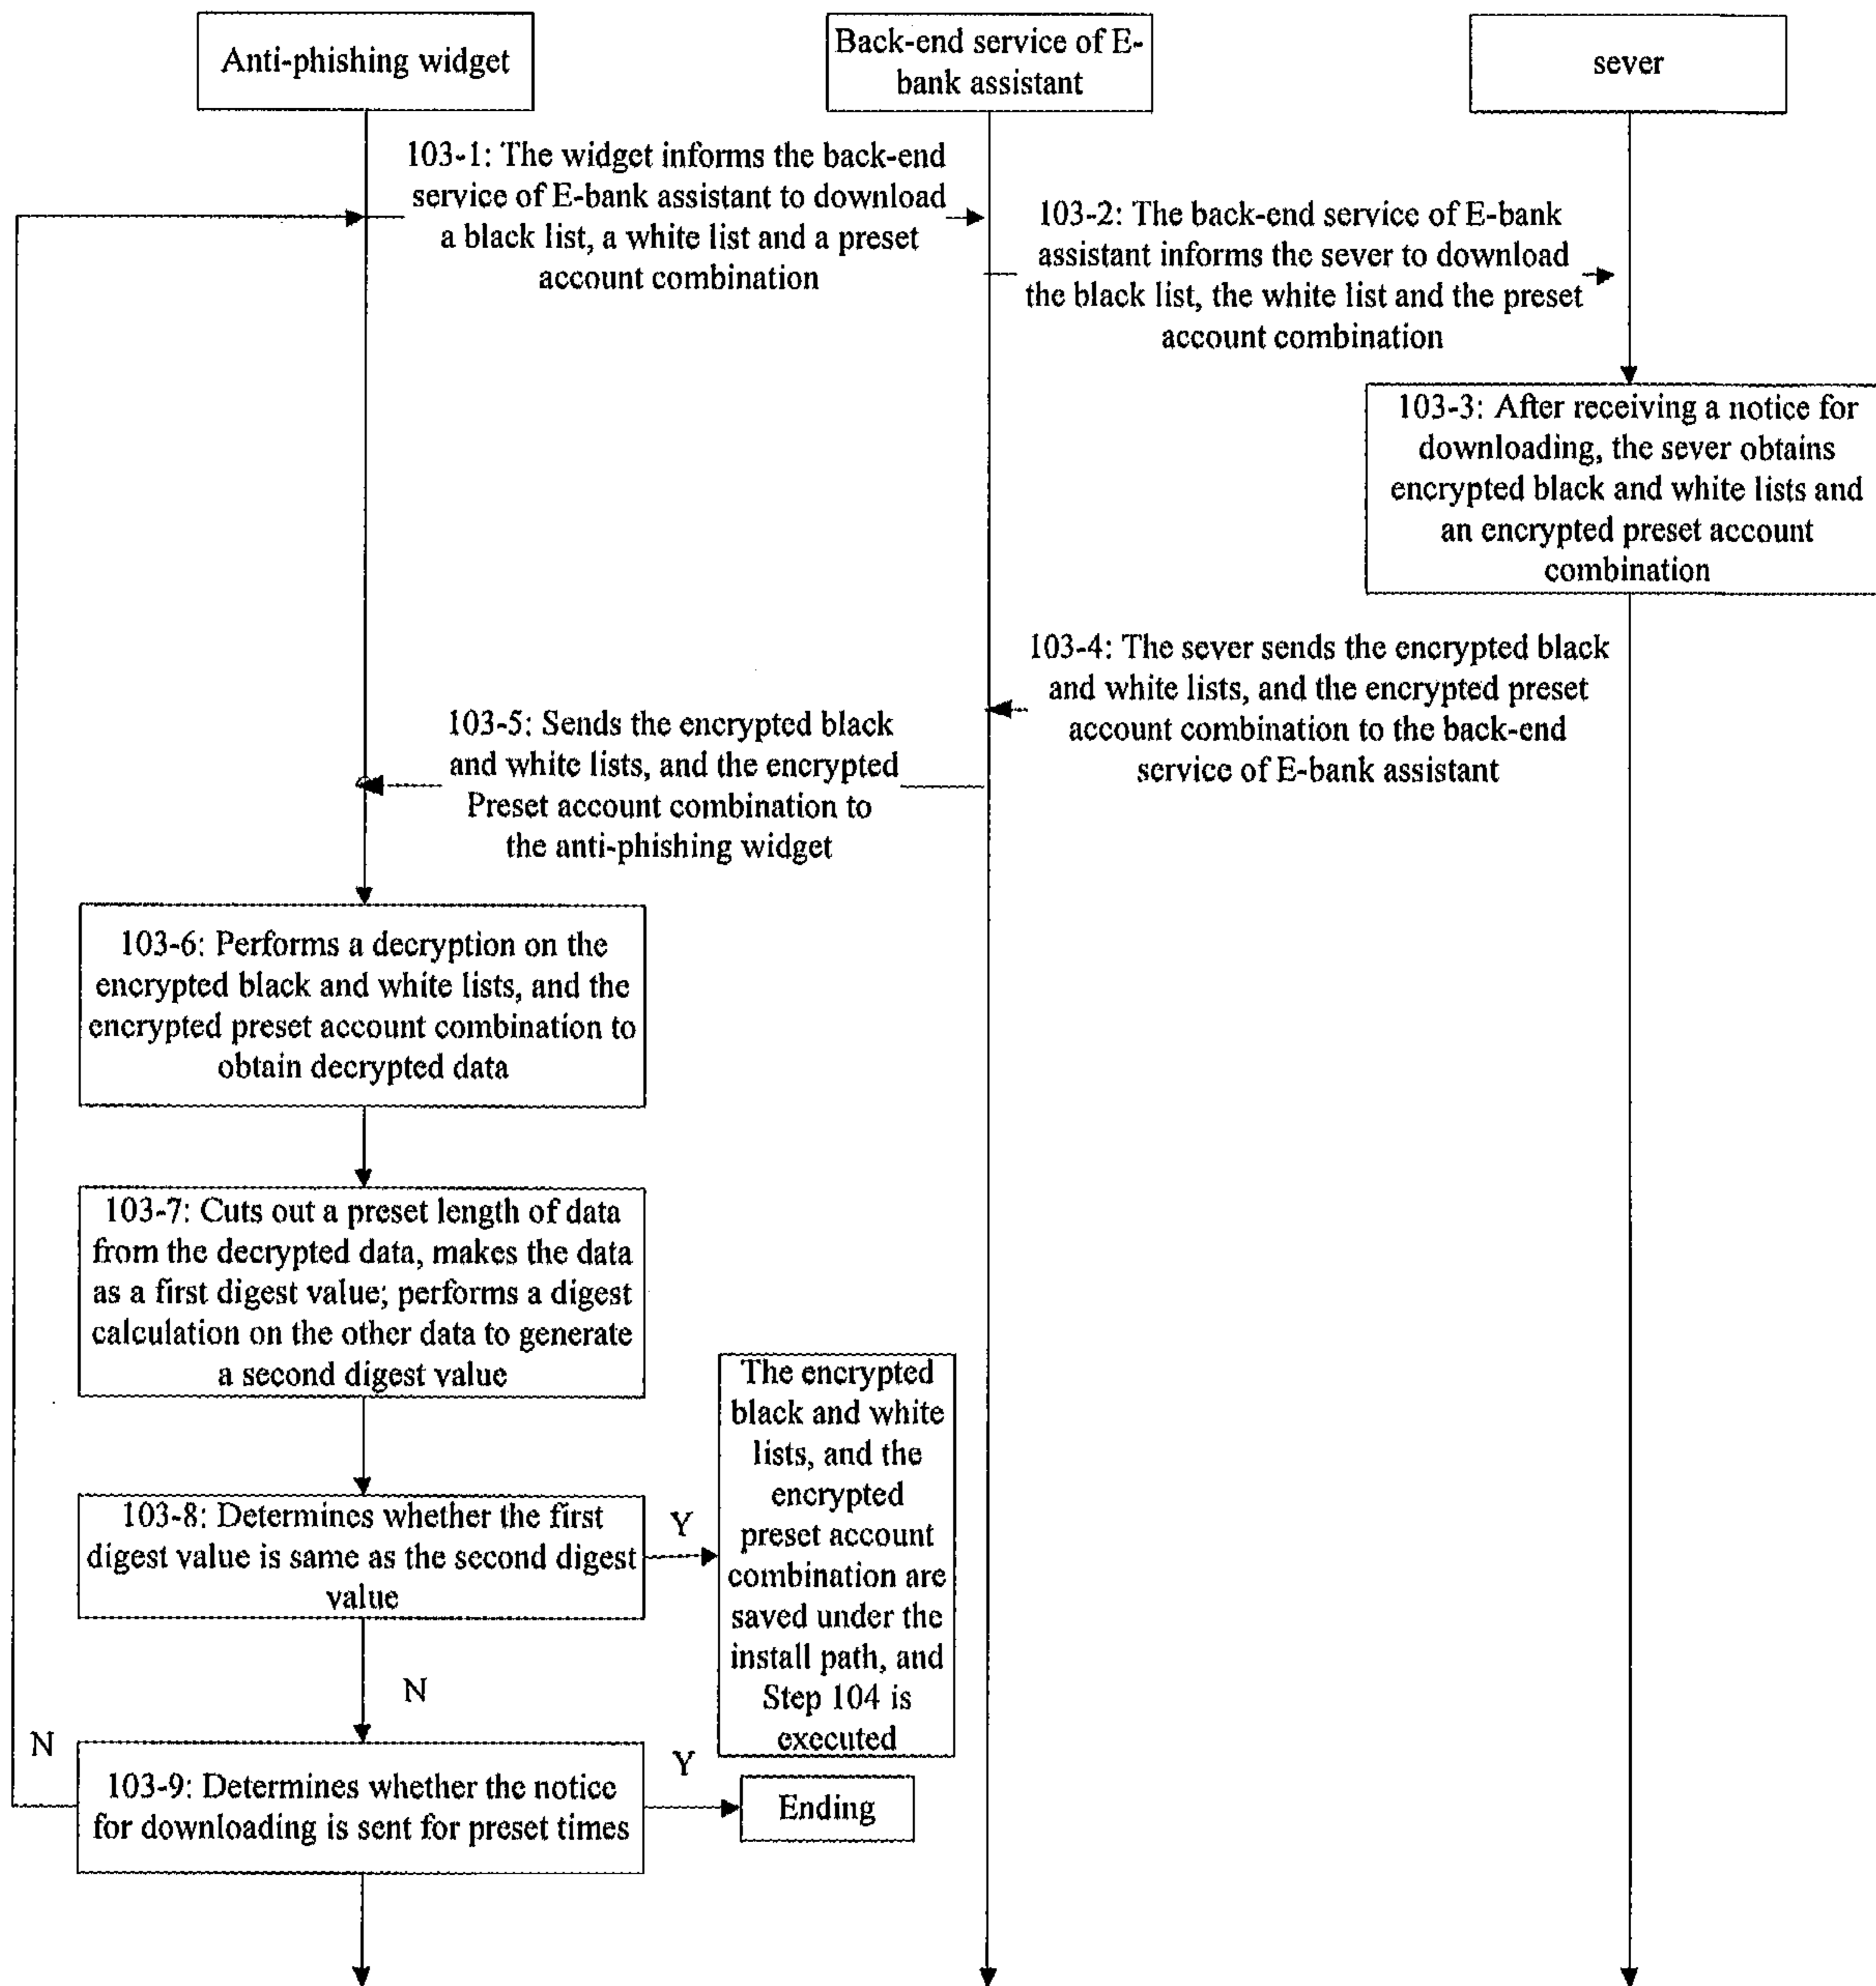 Anti-phishing widget
Back-end service of E-
bank assistant
sever
103-1: The widget informs the back-end
service of E-bank assistant to download
a black list, a white list and a preset
account combination
103-2: The back-end service of E-bank
assistant informs the sever to download
the black list, the white list and the preset
account combination
103-3: After receiving a notice for
downloading, the sever obtains
encrypted black and white lists and
an encrypted preset account
combination
103-4: The sever sends the encrypted black
and white lists, and the encrypted preset
account combination to the back-end
service of E-bank assistant
103-5: Sends the encrypted black
and white lists, and the encrypted
Preset account combination to
the anti-phishing widget
103-6: Performs a decryption on the
encrypted black and white lists, and the
encrypted preset account combination to
obtain decrypted data
103-7: Cuts out a preset length of data
from the decrypted data, makes the data
as a first digest value; performs a digest
calculation on the other data to generate
a second digest value
103-8: Determines whether the first
digest value is same as the second digest
value
Y
The encrypted
black and white
lists, and the
encrypted
preset account
combination are
saved under the
install path, and
Step 104 is
executed
N
N
103-9: Determines whether the notice
for downloading is sent for preset times
Y
Ending